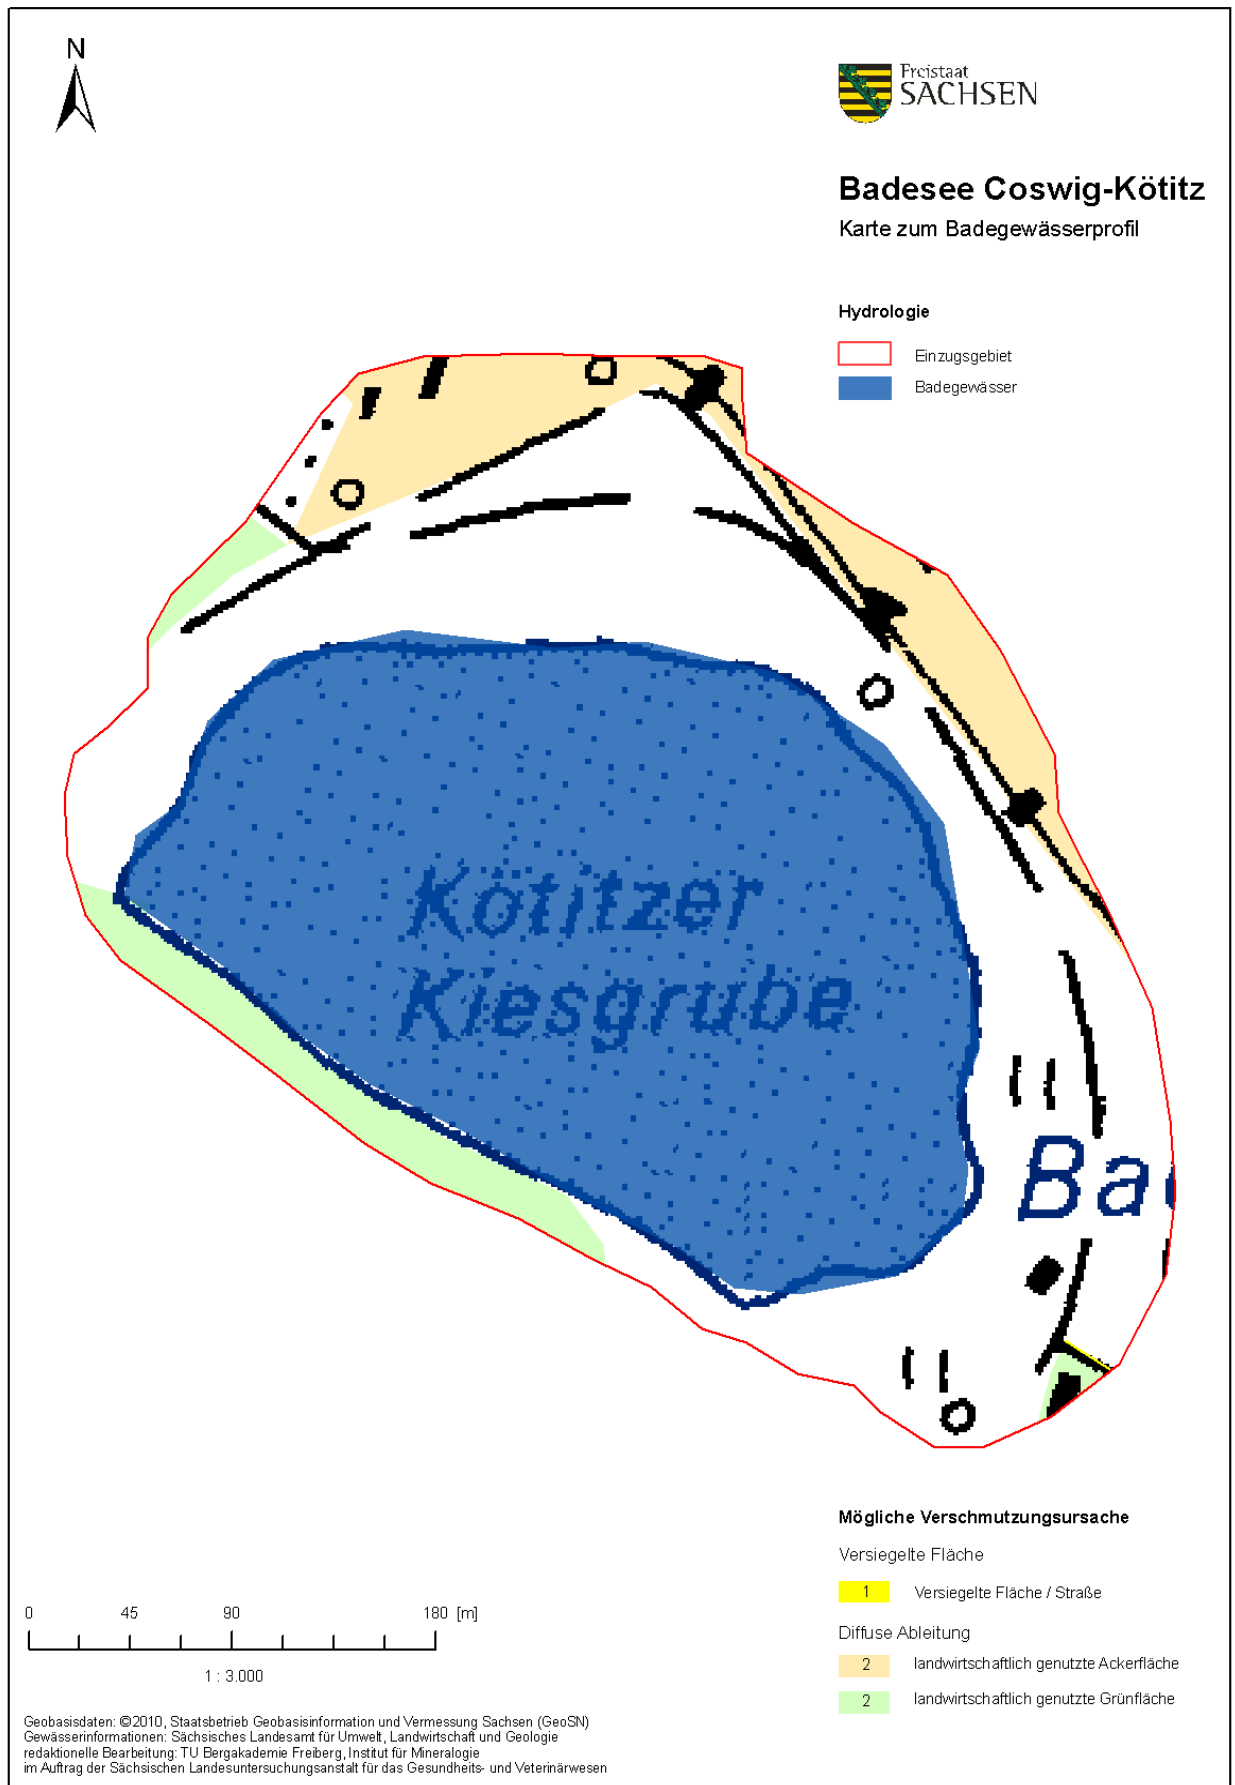 N
Freistaat
SACHSEN
Badesee Coswig-Kötitz
Karte zum Badegewässerprofil
Hydrologie
Einzugsgebiet
Badegewässer
Kötitzer
Kiesgrube
Ba
Mögliche Verschmutzungsursache
Versiegelte Fläche
1 Versiegelte Fläche / Straße
Diffuse Ableitung
2 landwirtschaftlich genutzte Ackerfläche
2 landwirtschaftlich genutzte Grünfläche
0 45 90 180 [m]
1 : 3.000
Geobasisdaten: ©2010, Staatsbetrieb Geobasisinformation und Vermessung Sachsen (GeoSN)
Gewässerinformationen: Sächsisches Landesamt für Umwelt, Landwirtschaft und Geologie
redaktionelle Bearbeitung: TU Bergakademie Freiberg, Institut für Mineralogie
im Auftrag der Sächsischen Landesuntersuchungsanstalt für das Gesundheits- und Veterinärwesen